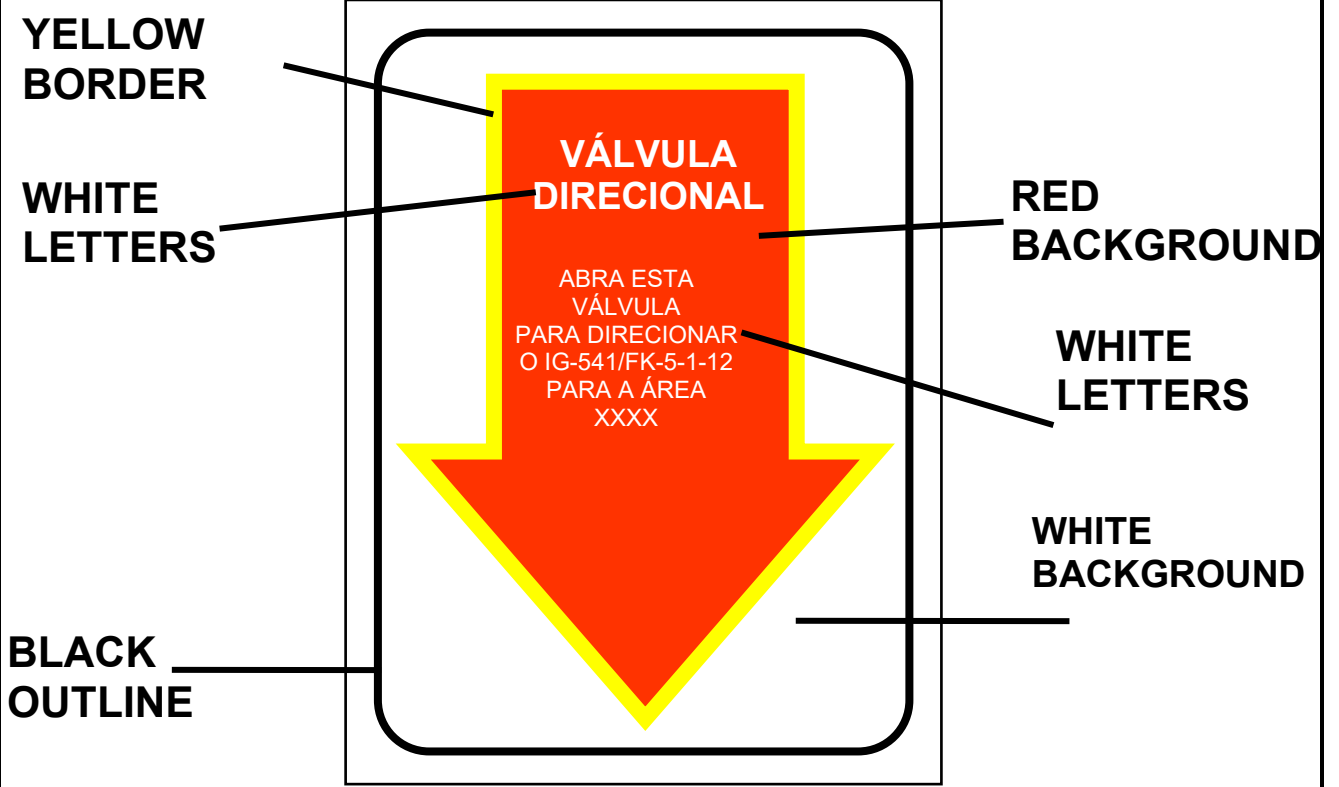 YELLOW
BORDER
WHITE
LETTERS
VÁLVULA
DIRECIONAL
ABRA ESTA
VÁLVULA
PARA DIRECIONAR
O IG-541/FK-5-1-12
PARA A ÁREA
XXXX
RED
BACKGROUND
WHITE
LETTERS
WHITE
BACKGROUND
BLACK
OUTLINE